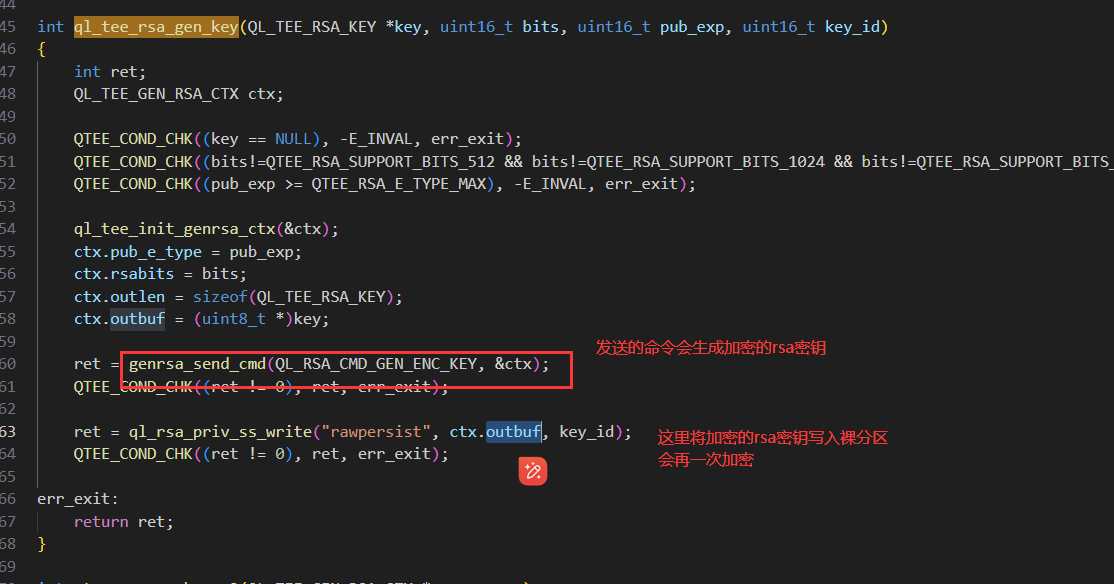 44
45 int ql_tee_rsa_gen_key(QL_TEE_RSA_KEY *key, uint16_t bits, uint16_t pub_exp, uint16_t key_id)
46 {
47     int ret;
48     QL_TEE_GEN_RSA_CTX ctx;
49
50     QTEE_COND_CHK((key == NULL), -E_INVAL, err_exit);
51     QTEE_COND_CHK((bits!=QTEE_RSA_SUPPORT_BITS_512 && bits!=QTEE_RSA_SUPPORT_BITS_1024 && bits!=QTEE_RSA_SUPPORT_BITS_
52     QTEE_COND_CHK((pub_exp >= QTEE_RSA_E_TYPE_MAX), -E_INVAL, err_exit);
53
54     ql_tee_init_genrsa_ctx(&ctx);
55     ctx.pub_e_type = pub_exp;
56     ctx.rsabits = bits;
57     ctx.outlen = sizeof(QL_TEE_RSA_KEY);
58     ctx.outbuf = (uint8_t *)key;
59
发送的命令会生成加密的rsa密钥
60     ret = genrsa_send_cmd(QL_RSA_CMD_GEN_ENC_KEY, &ctx);
61     QTEE_COND_CHK((ret != 0), ret, err_exit);
62
63     ret = ql_rsa_priv_ss_write("rawpersist", ctx.outbuf, key_id);
这里将加密的rsa密钥写入裸分区
64     QTEE_COND_CHK((ret != 0), ret, err_exit);
会再一次加密
65
66 err_exit:
67     return ret;
68 }
69